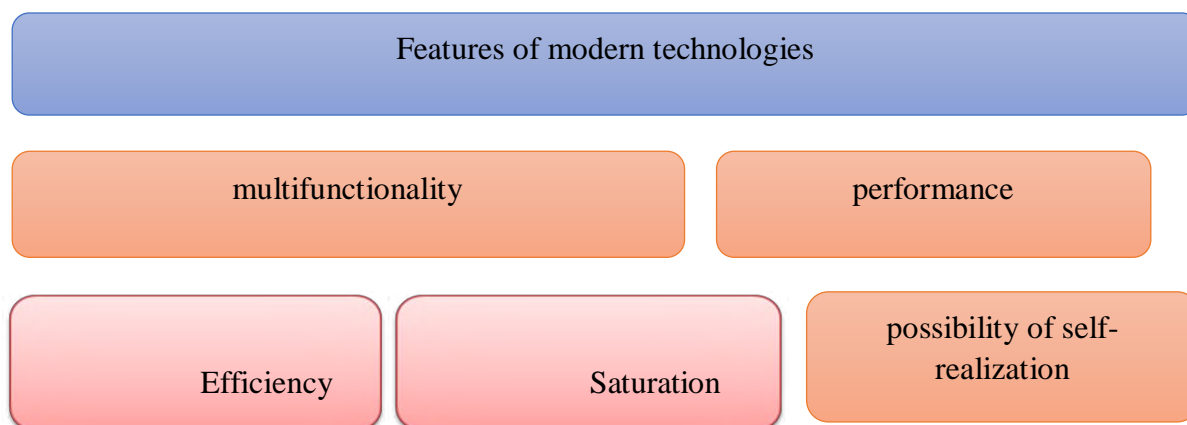 Features of modern technologies
multifunctionality
performance
Efficiency
Saturation
possibility of self-
realization